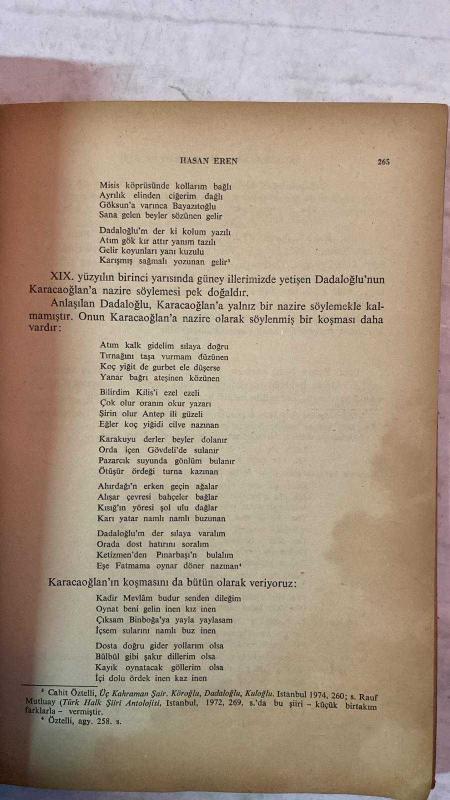 HASAN EREN 265
Misis köprüsünde kollarım bağlı
Ayrılık elinden ciğerim dağlı
Göksun'a varınca Bayazıtoğlu
Sana gelen beyler sözünen gelir
Dadaloğlu'm der ki kolum yazılı
Atım gök kır attır yanım tazılı
Gelir koyunları yanı kuzulu
Karışmış sağmalı yozunan gelir³
XIX. yüzyılın birinci yarısında güney illerimizde yetişen Dadaloğlu'nun
Karacaoğlan'a nazire söylemesi pek doğaldır.
Anlaşılan Dadaloğlu, Karacaoğlan'a yalnız bir nazire söylemekle kal-
mamıştır. Onun Karacaoğlan'a nazire olarak söylenmiş bir koşması daha
vardır:
Atım kalk gidelim sılaya doğru
Tırnağını taşa vurmam düzünen
Koç yiğit de gurbet ele düşerse
Yanar bağrı ateşinen közünen
Bilirdim Kilis'i ezel ezeli
Çok olur oranın okur yazarı
Şirin olur Antep ili güzeli
Eğler koç yiğidi cilve nazınan
Karakuyu derler beyler dolanır
Orda içen Gövdeli'de sulanır
Pazarcık suyunda gönlüm bulanır
Ötüşür ördeği turna kazınan
Ahırdağı'n erken geçin ağalar
Alışar çevresi bahçeler bağlar
Kısığ'ın yöresi şol ulu dağlar
Karı yatar namlı namlı buzunan
Dadaloğlu'm der sılaya varalım
Orada dost hatırını soralım
Ketizmen'den Pınarbaşı'n bulalım
Eşe Fatmama oynar döner nazınan⁴
Karacaoğlan'ın koşmasını da bütün olarak veriyoruz:
Kadir Mevlâm budur senden dileğim
Oynat beni gelin inen kız inen
Çıksam Binboğa'ya yayla yaylasam
İçsem sularını namlı buz inen
Dosta doğru gider yollarım olsa
Bülbül gibi şakır dillerim olsa
Kayık oynatacak göllerim olsa
İçi dolu ördek inen kaz inen
³ Cahit Öztelli, Üç Kahraman Şair. Köroğlu, Dadaloğlu, Kuloğlu. Istanbul 1974, 260; s. Rauf
Mutluay (Türk Halk Şiiri Antolojisi, Istanbul, 1972, 269. s.'da bu şiiri – küçük birtakım
farklarla – vermiştir.
⁴ Öztelli, agy. 258. s.